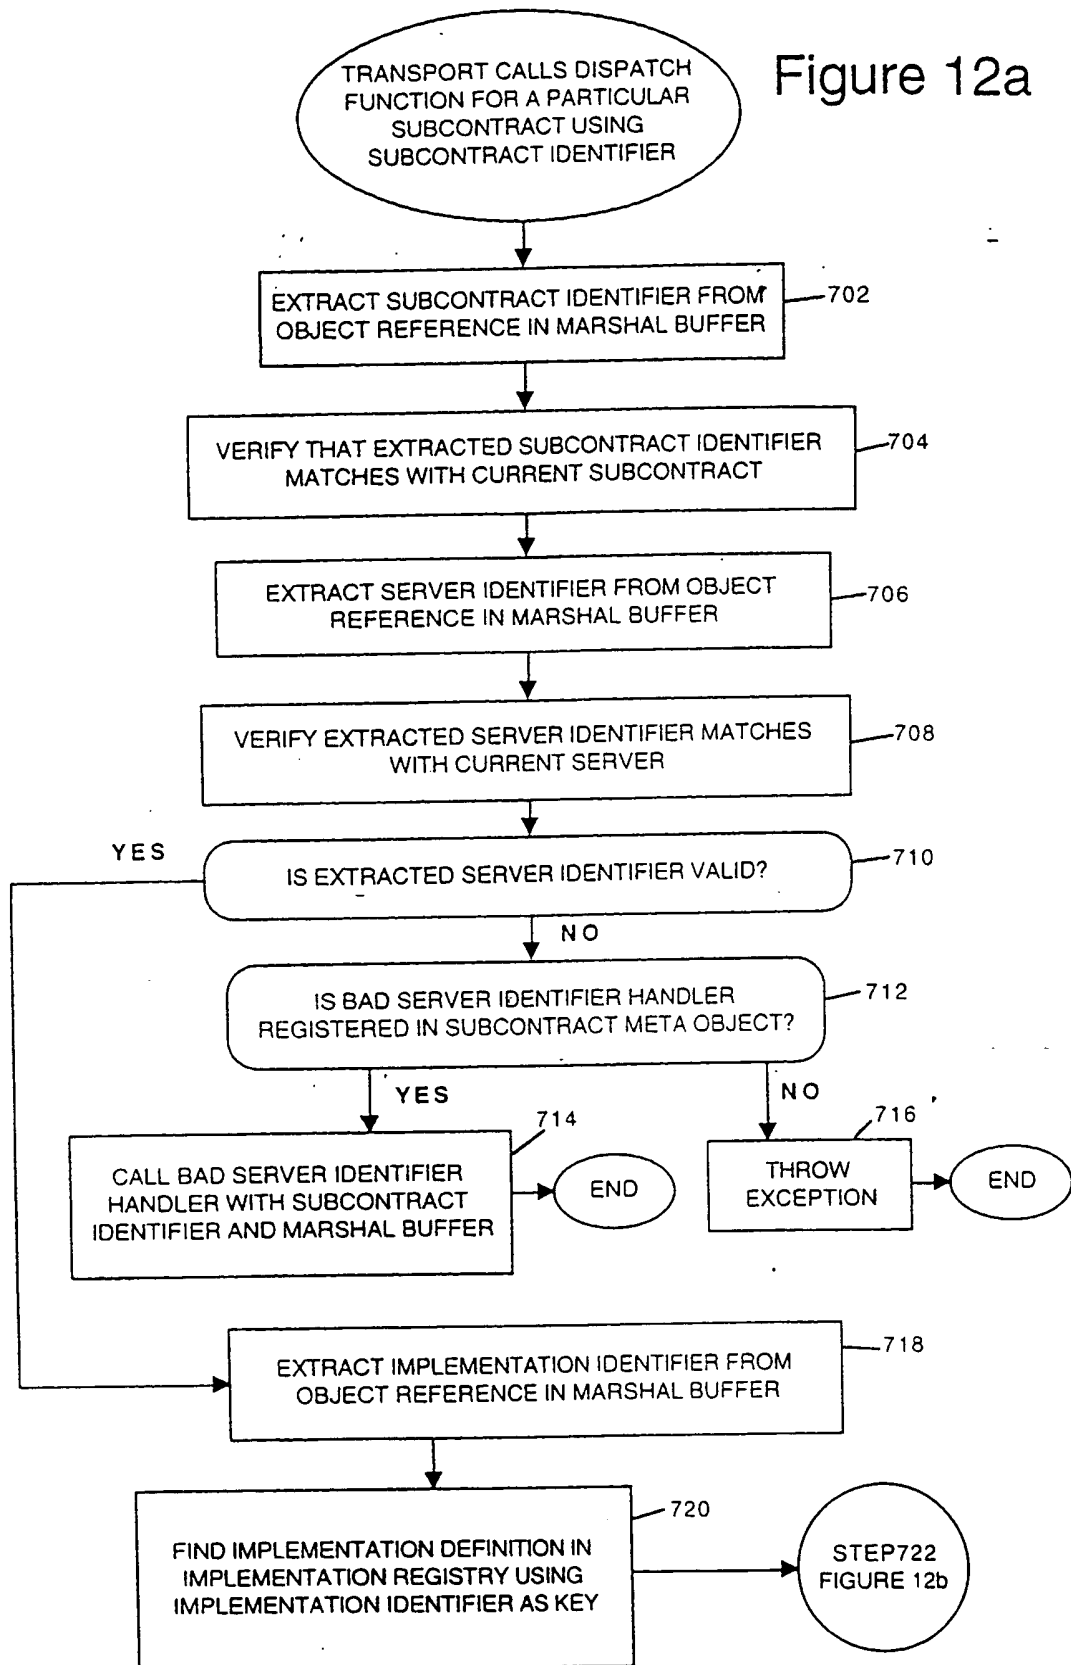 Figure 12a
TRANSPORT CALLS DISPATCH
FUNCTION FOR A PARTICULAR
SUBCONTRACT USING
SUBCONTRACT IDENTIFIER
EXTRACT SUBCONTRACT IDENTIFIER FROM
OBJECT REFERENCE IN MARSHAL BUFFER
702
VERIFY THAT EXTRACTED SUBCONTRACT IDENTIFIER
MATCHES WITH CURRENT SUBCONTRACT
704
EXTRACT SERVER IDENTIFIER FROM OBJECT
REFERENCE IN MARSHAL BUFFER
706
VERIFY EXTRACTED SERVER IDENTIFIER MATCHES
WITH CURRENT SERVER
708
YES
IS EXTRACTED SERVER IDENTIFIER VALID?
710
NO
IS BAD SERVER IDENTIFIER HANDLER
REGISTERED IN SUBCONTRACT META OBJECT?
712
YES
NO
714
CALL BAD SERVER IDENTIFIER
HANDLER WITH SUBCONTRACT
IDENTIFIER AND MARSHAL BUFFER
END
716
THROW
EXCEPTION
END
EXTRACT IMPLEMENTATION IDENTIFIER FROM
OBJECT REFERENCE IN MARSHAL BUFFER
718
FIND IMPLEMENTATION DEFINITION IN
IMPLEMENTATION REGISTRY USING
IMPLEMENTATION IDENTIFIER AS KEY
720
STEP722
FIGURE 12b